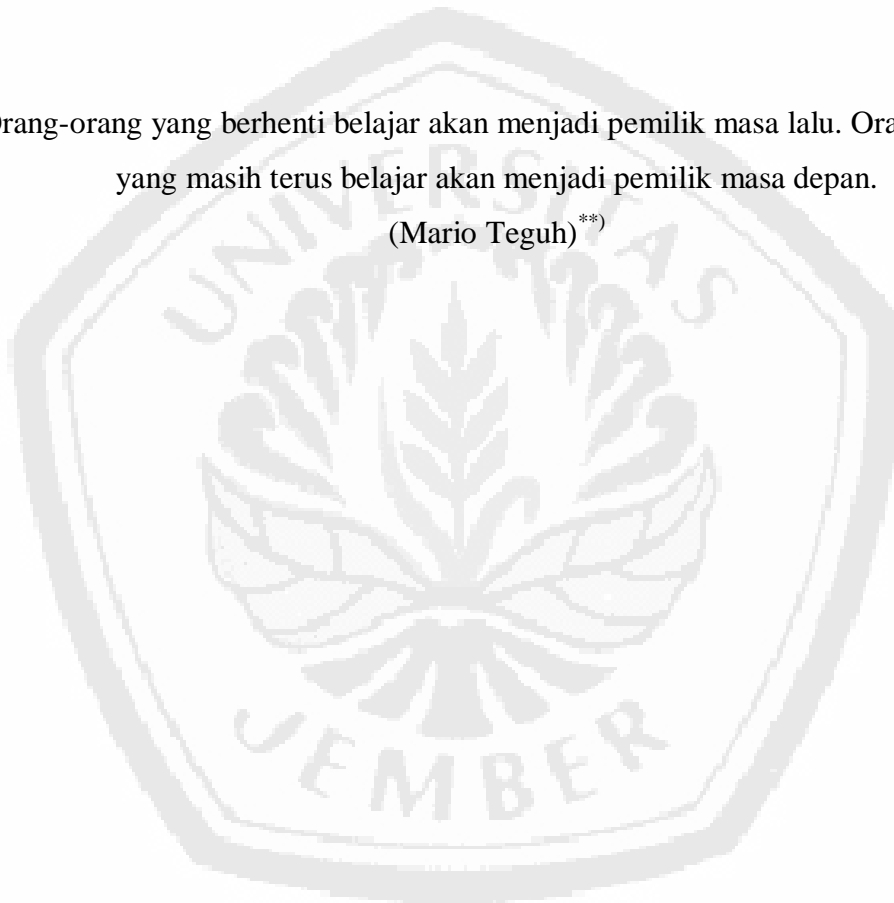 Orang-orang yang berhenti belajar akan menjadi pemilik masa lalu. Ora
yang masih terus belajar akan menjadi pemilik masa depan.
(Mario Teguh)**)
UNIVERSITAS
JEMBER